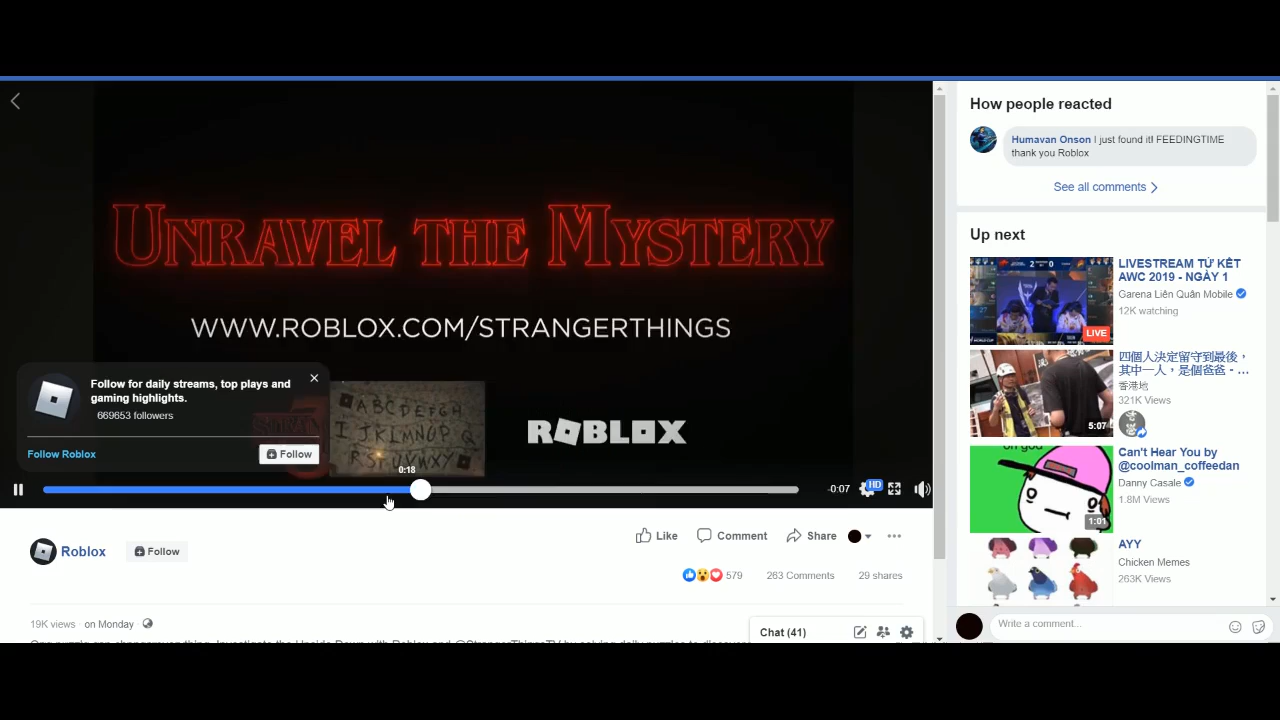 UNRAVEL THE MYSTERY
WWW.ROBLOX.COM/STRANGERTHINGS
Follow for daily streams, top plays and
gaming highlights.
669653 followers
Follow Roblox
Follow
ABCDEFGH
IJKLMNOPQ
RSTUVWXY
ROBLOX
0:18
-0:07
HD
Roblox
Follow
Like
Comment
Share
579
263 Comments
29 shares
19K views
on Monday
Chat (41)
How people reacted
Humavan Onson I just found it! FEEDINGTIME
thank you Roblox
See all comments
Up next
LIVE
LIVESTREAM TỨ KẾT
AWC 2019 - NGÀY 1
Garena Liên Quân Mobile
12K watching
5:07
四個人決定留守到最後，
其中一人，是個爸爸 - ...
香港地
321K Views
1:01
Can't Hear You by
@coolman_coffeedan
Danny Casale
1.8M Views
AYY
Chicken Memes
263K Views
Write a comment...